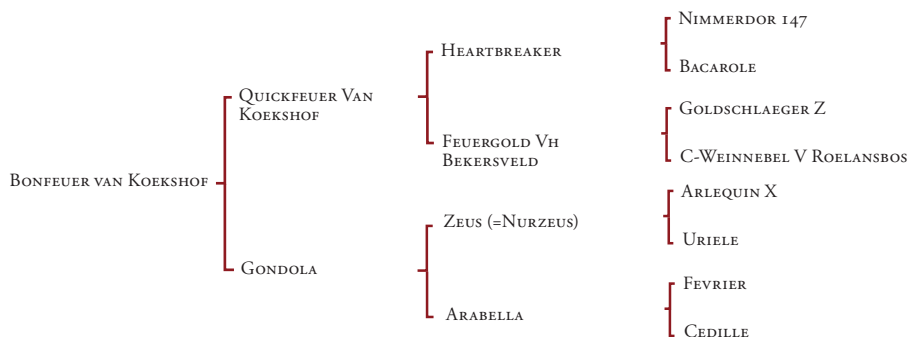 Nimmerdor 147
Heartbreaker
Bacarole
Quickfeuer Van
Koekshof
Goldschlaeger Z
Feuergold Vh
Bekersveld
C-Weinnebel V Roelansbos
Bonfeuer van Koekshof
Arlequin X
Zeus (=Nurzeus)
Uriele
Gondola
Fevrier
Arabella
Cedille